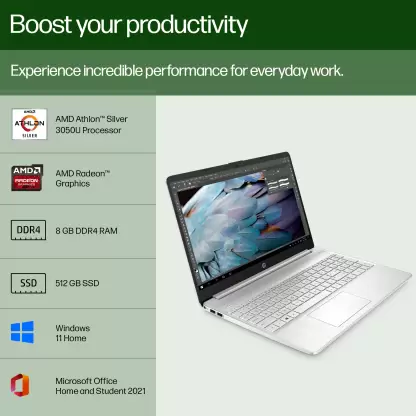 Boost your productivity
Experience incredible performance for everyday work.
AMD
ATHLON
SILVER
AMD Athlon™ Silver
3050U Processor
AMD
RADEON
GRAPHICS
AMD Radeon™
Graphics
DDR4
8 GB DDR4 RAM
SSD
512 GB SSD
Windows
11 Home
Microsoft Office
Home and Student 2021